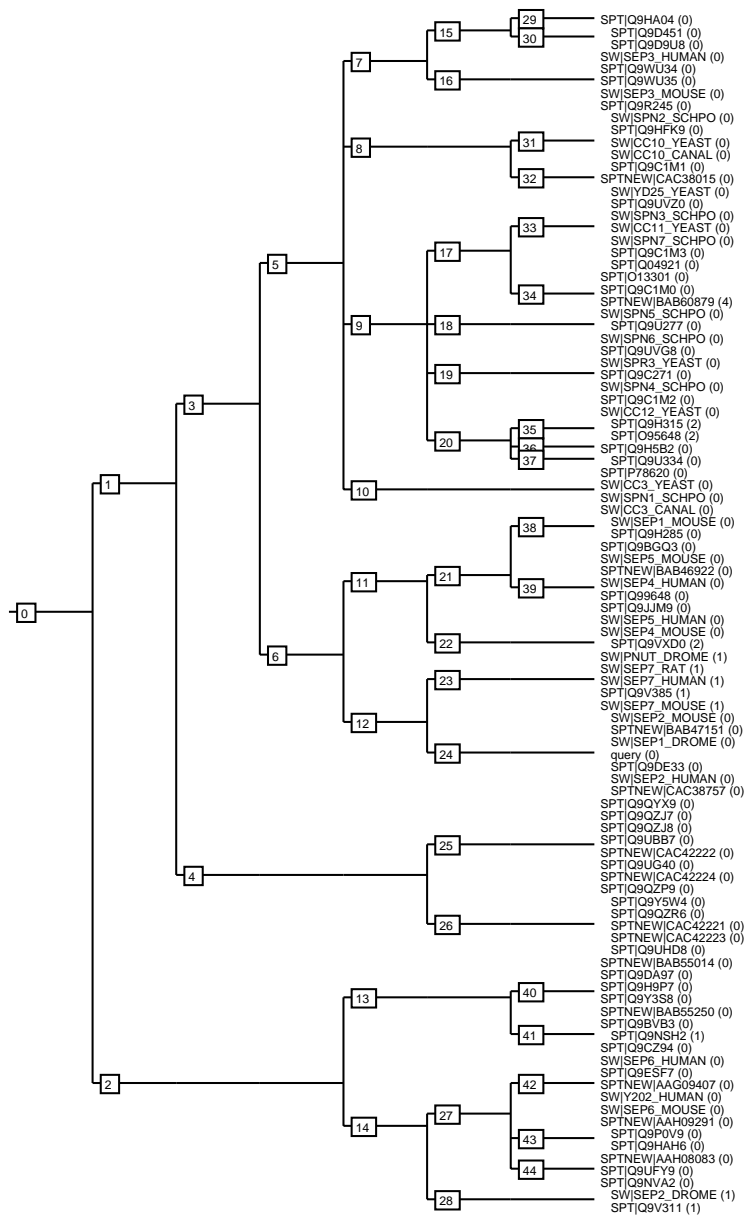 29
SPT|Q9HA04 (0)
15
30
SPT|Q9D451 (0)
SPT|Q9D9U8 (0)
7
SW|SEP3_HUMAN (0)
SPT|Q9WU34 (0)
16
SPT|Q9WU35 (0)
SW|SEP3_MOUSE (0)
SPT|Q9R245 (0)
SW|SPN2_SCHPO (0)
SPT|Q9HFK9 (0)
31
SW|CC10_YEAST (0)
8
SW|CC10_CANAL (0)
SPT|Q9C1M1 (0)
32
SPTNEW|CAC38015 (0)
SW|YD25_YEAST (0)
SPT|Q9UVZ0 (0)
SW|SPN3_SCHPO (0)
33
SW|CC11_YEAST (0)
SW|SPN7_SCHPO (0)
17
SPT|Q9C1M3 (0)
5
SPT|Q04921 (0)
SPT|O13301 (0)
SPT|Q9C1M0 (0)
34
SPTNEW|BAB60879 (4)
SW|SPN5_SCHPO (0)
9
18
SPT|Q9U277 (0)
SW|SPN6_SCHPO (0)
SPT|Q9UVG8 (0)
SW|SPR3_YEAST (0)
19
SPT|Q9C271 (0)
SW|SPN4_SCHPO (0)
SPT|Q9C1M2 (0)
3
SW|CC12_YEAST (0)
35
SPT|Q9H315 (2)
20
SPT|O95648 (2)
36
SPT|Q9H5B2 (0)
37
SPT|Q9U334 (0)
SPT|P78620 (0)
1
SW|CC3_YEAST (0)
10
SW|SPN1_SCHPO (0)
SW|CC3_CANAL (0)
38
SW|SEP1_MOUSE (0)
SPT|Q9H285 (0)
SPT|Q9BGQ3 (0)
SW|SEP5_MOUSE (0)
21
SPTNEW|BAB46922 (0)
11
SW|SEP4_HUMAN (0)
39
SPT|Q99648 (0)
SPT|Q9JJM9 (0)
0
SW|SEP5_HUMAN (0)
SW|SEP4_MOUSE (0)
22
SPT|Q9VXD0 (2)
6
SW|PNUT_DROME (1)
SW|SEP7_RAT (1)
23
SW|SEP7_HUMAN (1)
SPT|Q9V385 (1)
SW|SEP7_MOUSE (1)
12
SW|SEP2_MOUSE (0)
SPTNEW|BAB47151 (0)
SW|SEP1_DROME (0)
24
query (0)
SPT|Q9DE33 (0)
SW|SEP2_HUMAN (0)
SPTNEW|CAC38757 (0)
SPT|Q9QYX9 (0)
SPT|Q9QZJ7 (0)
SPT|Q9QZJ8 (0)
25
SPT|Q9UBB7 (0)
SPTNEW|CAC42222 (0)
SPT|Q9UG40 (0)
4
SPTNEW|CAC42224 (0)
SPT|Q9QZP9 (0)
SPT|Q9Y5W4 (0)
SPT|Q9QZR6 (0)
26
SPTNEW|CAC42221 (0)
SPTNEW|CAC42223 (0)
SPT|Q9UHD8 (0)
SPTNEW|BAB55014 (0)
SPT|Q9DA97 (0)
40
SPT|Q9H9P7 (0)
13
SPT|Q9Y3S8 (0)
SPTNEW|BAB55250 (0)
SPT|Q9BVB3 (0)
41
SPT|Q9NSH2 (1)
SPT|Q9CZ94 (0)
SW|SEP6_HUMAN (0)
SPT|Q9ESF7 (0)
2
42
SPTNEW|AAG09407 (0)
SW|Y202_HUMAN (0)
27
SW|SEP6_MOUSE (0)
14
SPTNEW|AAH09291 (0)
43
SPT|Q9P0V9 (0)
SPT|Q9HAH6 (0)
SPTNEW|AAH08083 (0)
44
SPT|Q9UFY9 (0)
SPT|Q9NVA2 (0)
28
SW|SEP2_DROME (1)
SPT|Q9V311 (1)